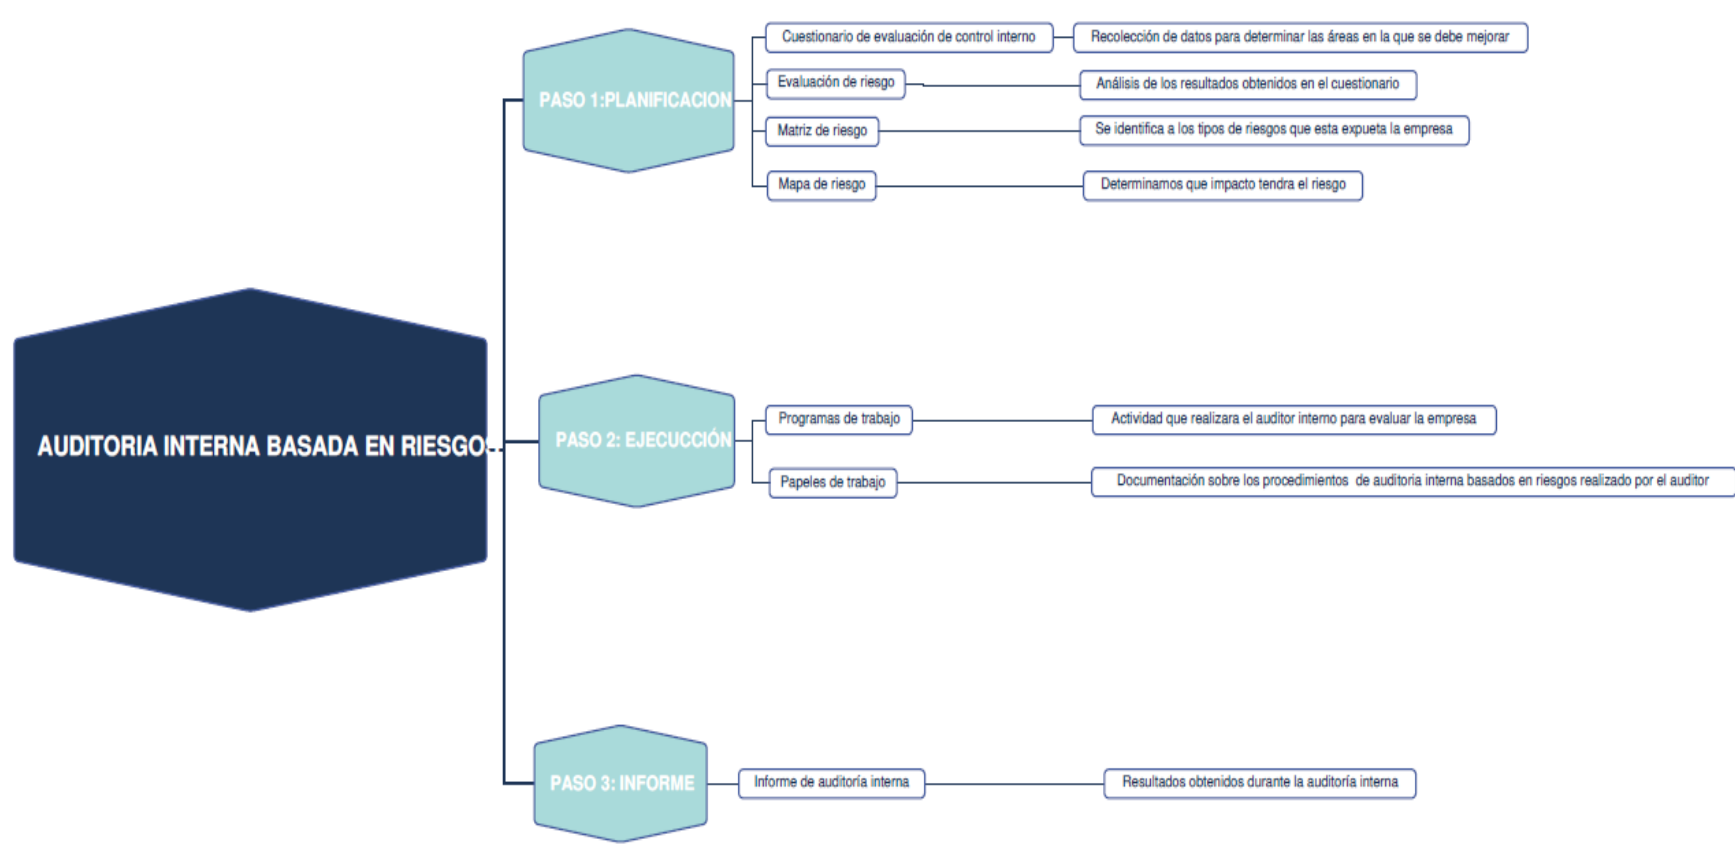 AUDITORIA INTERNA BASADA EN RIESGOS
PASO 1:PLANIFICACION
Cuestionario de evaluación de control interno
Recolección de datos para determinar las áreas en la que se debe mejorar
Evaluación de riesgo
Análisis de los resultados obtenidos en el cuestionario
Matriz de riesgo
Se identifica a los tipos de riesgos que esta expueta la empresa
Mapa de riesgo
Determinamos que impacto tendra el riesgo
PASO 2: EJECUCCIÓN
Programas de trabajo
Actividad que realizara el auditor interno para evaluar la empresa
Papeles de trabajo
Documentación sobre los procedimientos de auditoria interna basados en riesgos realizado por el auditor
PASO 3: INFORME
Informe de auditoría interna
Resultados obtenidos durante la auditoría interna